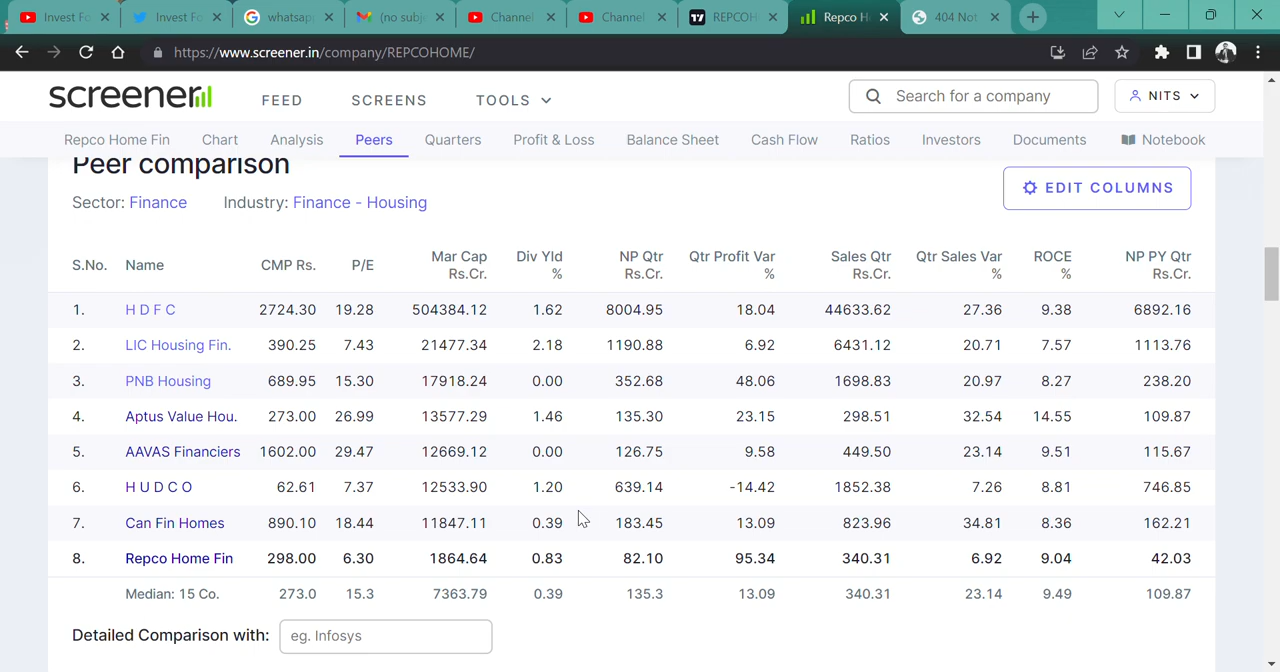 Invest Fo
Invest Fo
whatsap
(no subj
Channel
Channel
REPCOH
Repco H
404 Not
https://www.screener.in/company/REPCOHOME/
screener
FEED
SCREENS
TOOLS
Search for a company
NITS
Repco Home Fin Chart Analysis Peers Quarters Profit & Loss Balance Sheet Cash Flow Ratios Investors Documents Notebook
Peer comparison
Sector: Finance Industry: Finance - Housing
EDIT COLUMNS
S.No. Name CMP Rs. P/E Mar Cap Rs.Cr. Div Yld % NP Qtr Rs.Cr. Qtr Profit Var % Sales Qtr Rs.Cr. Qtr Sales Var % ROCE % NP PY Qtr Rs.Cr.
1. H D F C 2724.30 19.28 504384.12 1.62 8004.95 18.04 44633.62 27.36 9.38 6892.16
2. LIC Housing Fin. 390.25 7.43 21477.34 2.18 1190.88 6.92 6431.12 20.71 7.57 1113.76
3. PNB Housing 689.95 15.30 17918.24 0.00 352.68 48.06 1698.83 20.97 8.27 238.20
4. Aptus Value Hou. 273.00 26.99 13577.29 1.46 135.30 23.15 298.51 32.54 14.55 109.87
5. AAVAS Financiers 1602.00 29.47 12669.12 0.00 126.75 9.58 449.50 23.14 9.51 115.67
6. H U D C O 62.61 7.37 12533.90 1.20 639.14 -14.42 1852.38 7.26 8.81 746.85
7. Can Fin Homes 890.10 18.44 11847.11 0.39 183.45 13.09 823.96 34.81 8.36 162.21
8. Repco Home Fin 298.00 6.30 1864.64 0.83 82.10 95.34 340.31 6.92 9.04 42.03
Median: 15 Co. 273.0 15.3 7363.79 0.39 135.3 13.09 340.31 23.14 9.49 109.87
Detailed Comparison with: eg. Infosys